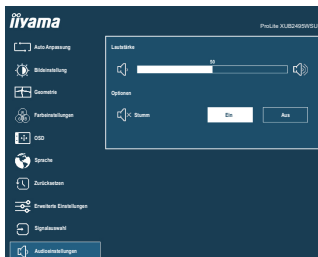 iiyama
ProLite XUB2495WSU
Auto Anpassung
Lautstärke
50
Bildeinstellung
Geometrie
Optionen
Farbeinstellungen
Stumm
Ein
Aus
OSD
Sprache
Zurücksetzen
Erweiterte Einstellungen
Signalauswahl
Audioeinstellungen